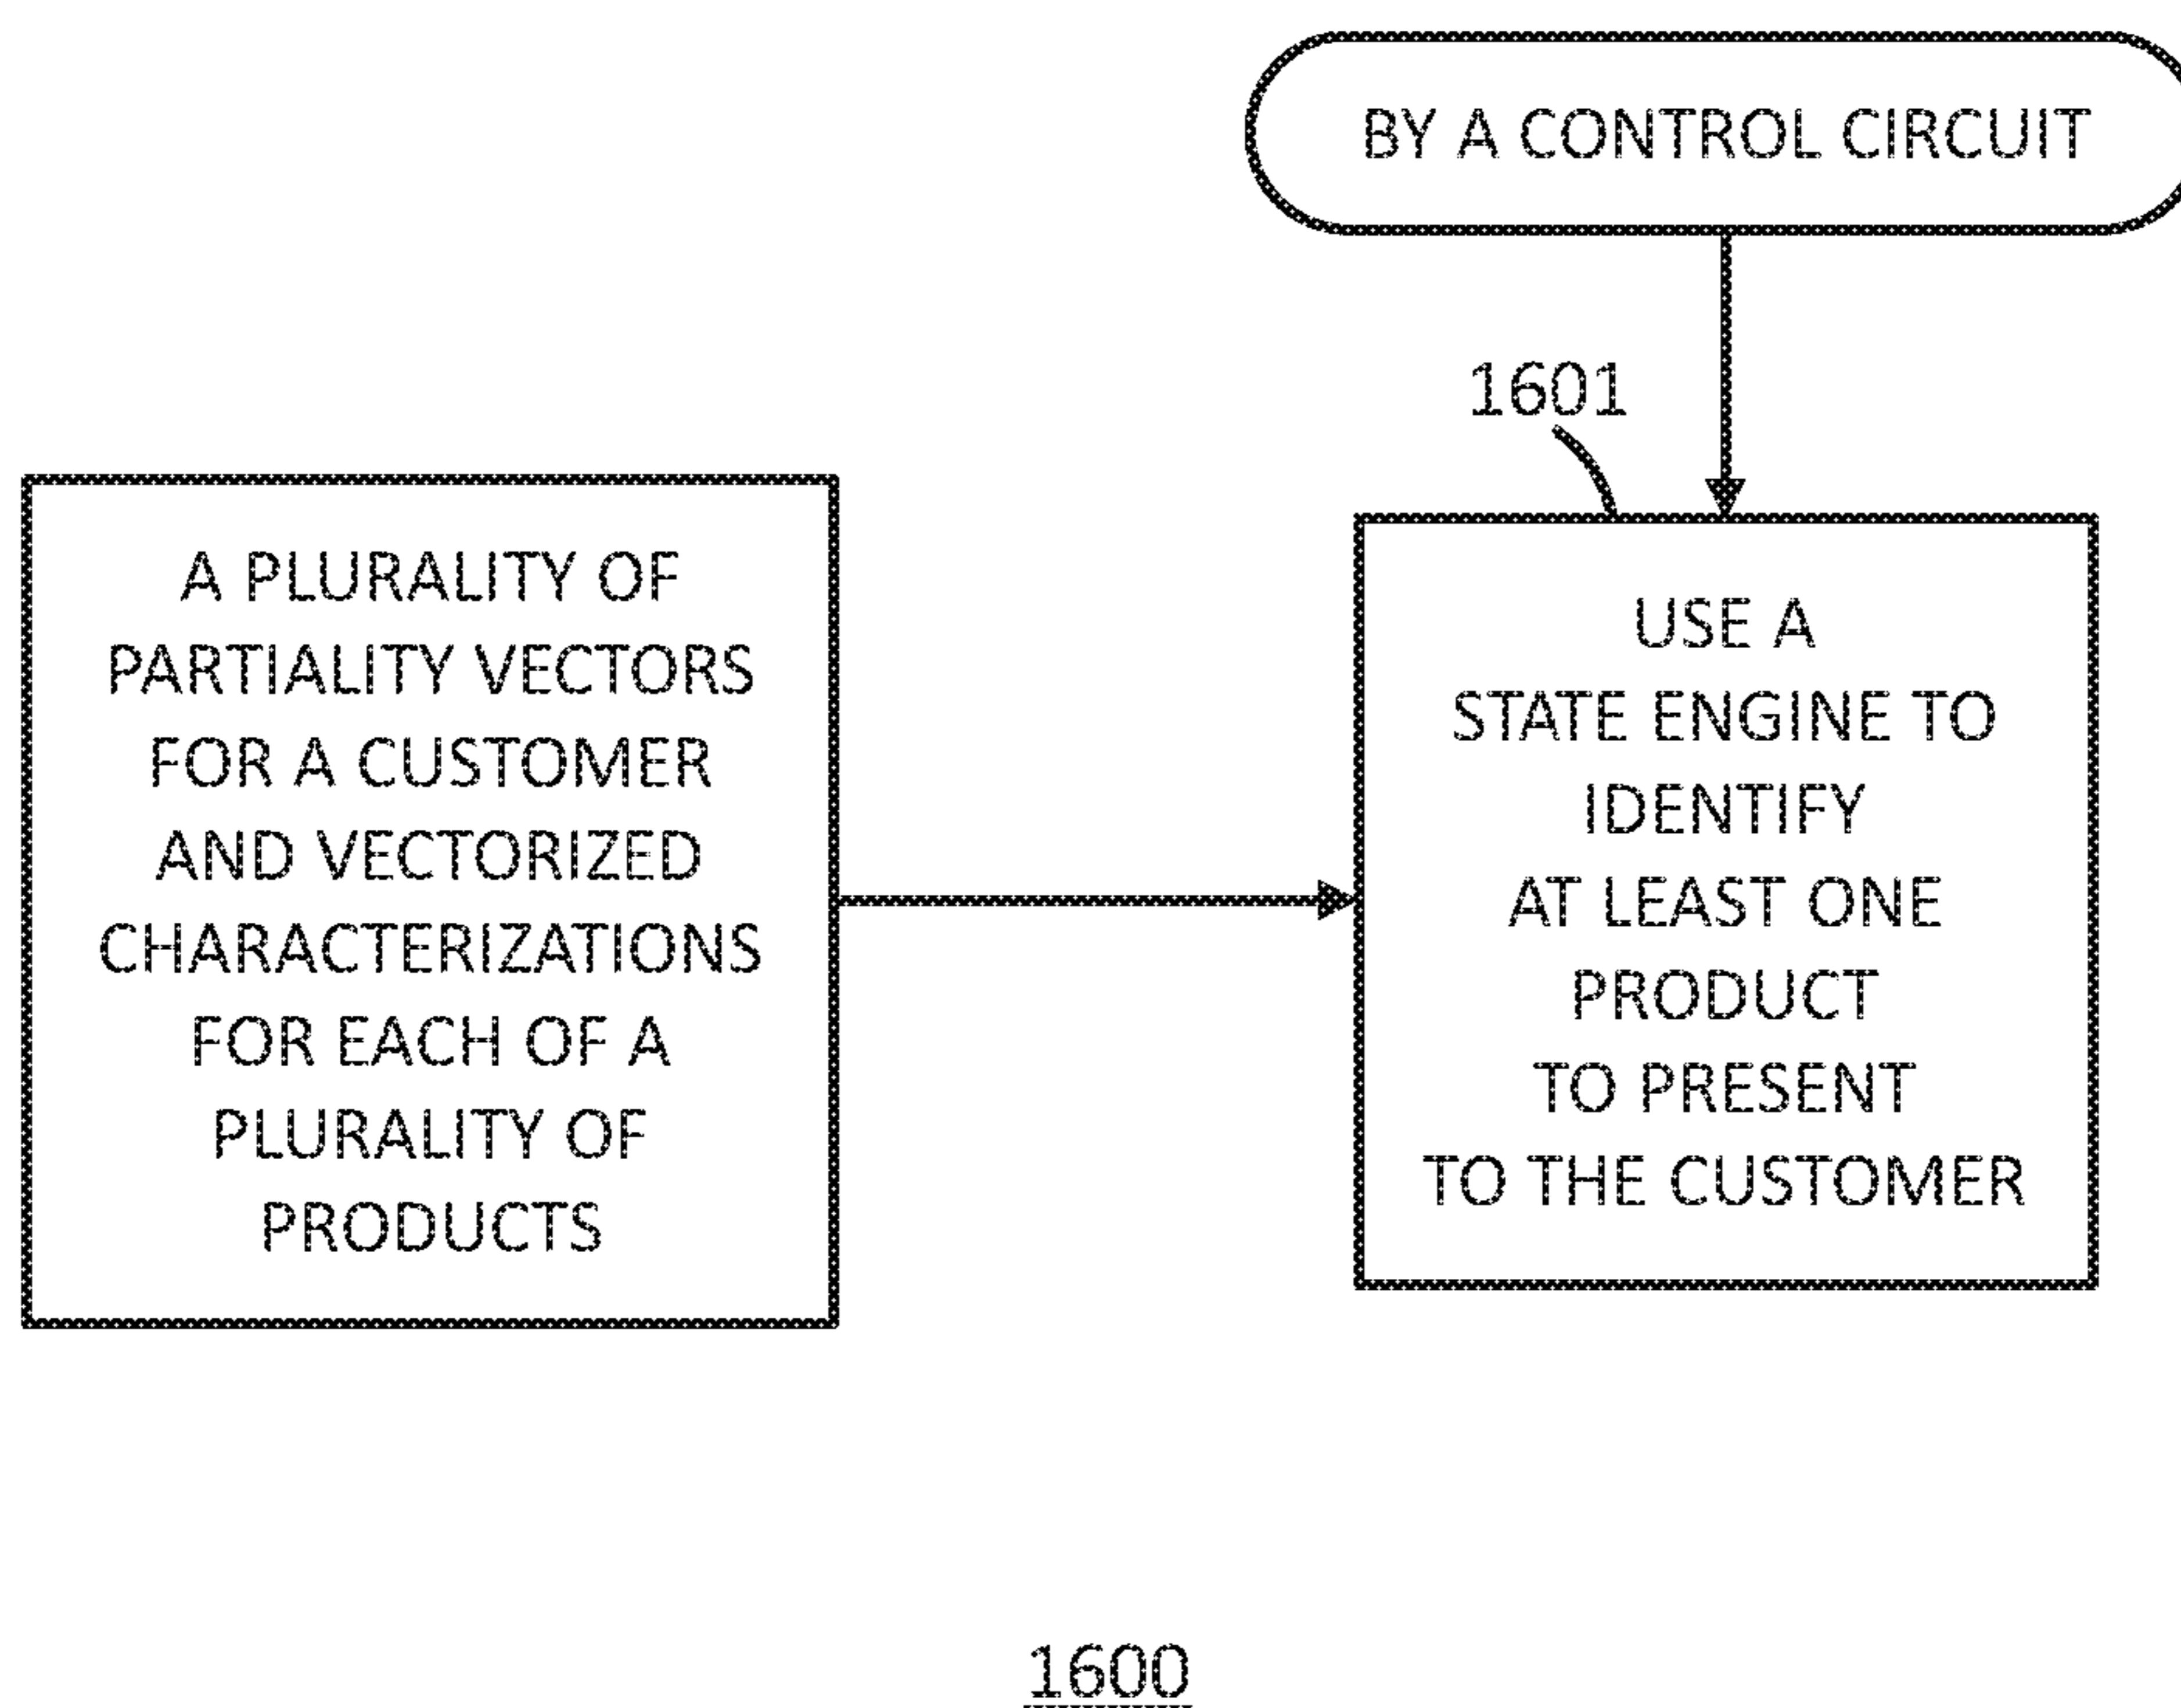 BY A CONTROL CIRCUIT
1601
A PLURALITY OF
PARTIALITY VECTORS
FOR A CUSTOMER
AND VECTORIZED
CHARACTERIZATIONS
FOR EACH OF A
PLURALITY OF
PRODUCTS
USE A
STATE ENGINE TO
IDENTIFY
AT LEAST ONE
PRODUCT
TO PRESENT
TO THE CUSTOMER
1600